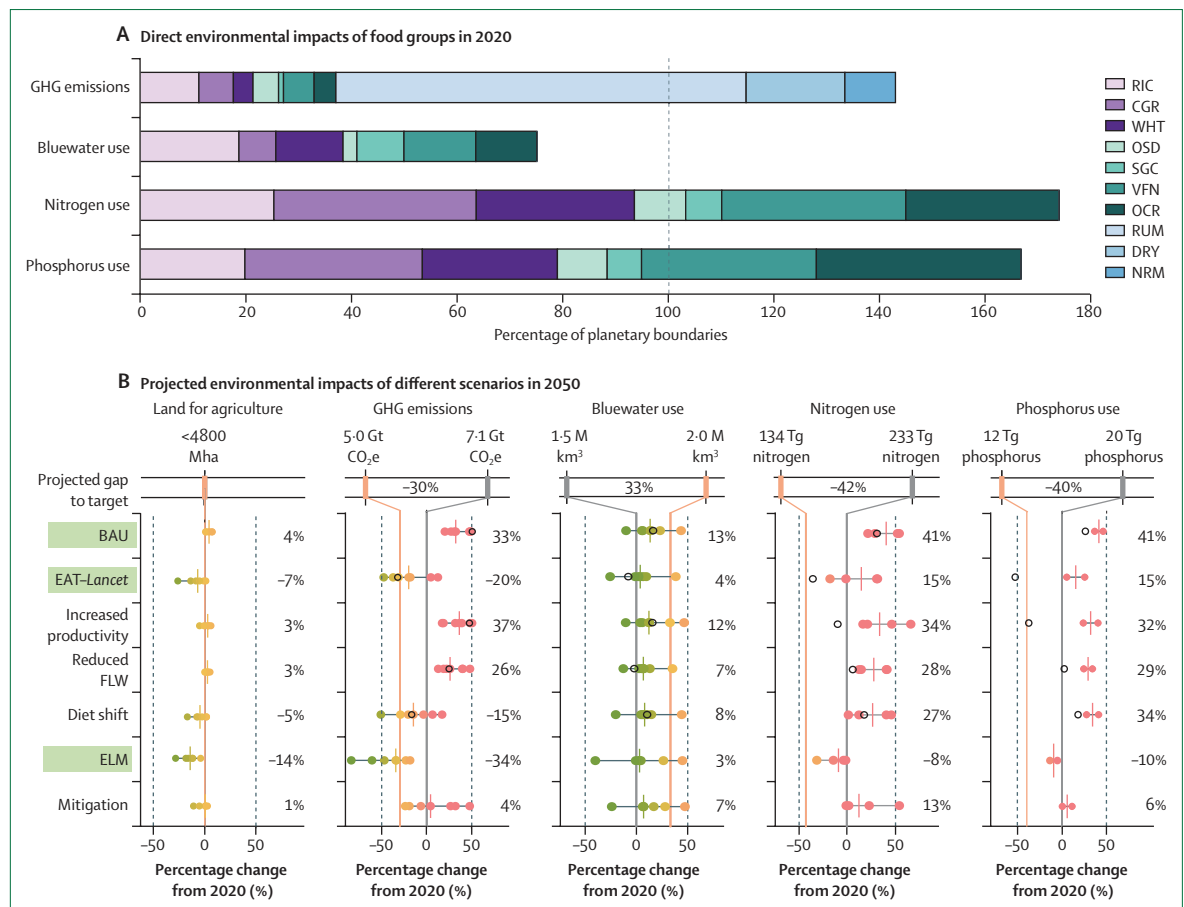 A Direct environmental impacts of food groups in 2020
GHG emissions
Bluewater use
Nitrogen use
Phosphorus use
0 20 40 60 80 100 120 140 160 180
Percentage of planetary boundaries
RIC
CGR
WHT
OSD
SGC
VFN
OCR
RUM
DRY
NRM
B Projected environmental impacts of different scenarios in 2050
Land for agriculture GHG emissions Bluewater use Nitrogen use Phosphorus use
<4800 5·0 Gt 7·1 Gt 1·5 M 2·0 M 134 Tg 233 Tg 12 Tg 20 Tg
Mha CO₂e CO₂e km³ km³ nitrogen nitrogen phosphorus phosphorus
Projected gap
to target
–30% 33% –42% –40%
BAU 4% 33% 13% 41% 41%
EAT–Lancet –7% –20% 4% 15% 15%
Increased
productivity 3% 37% 12% 34% 32%
Reduced
FLW 3% 26% 7% 28% 29%
Diet shift –5% –15% 8% 27% 34%
ELM –14% –34% 3% –8% –10%
Mitigation 1% 4% 7% 13% 6%
–50 0 50 –50 0 50 –50 0 50 –50 0 50 –50 0 50
Percentage change Percentage change Percentage change Percentage change Percentage change
from 2020 (%) from 2020 (%) from 2020 (%) from 2020 (%) from 2020 (%)